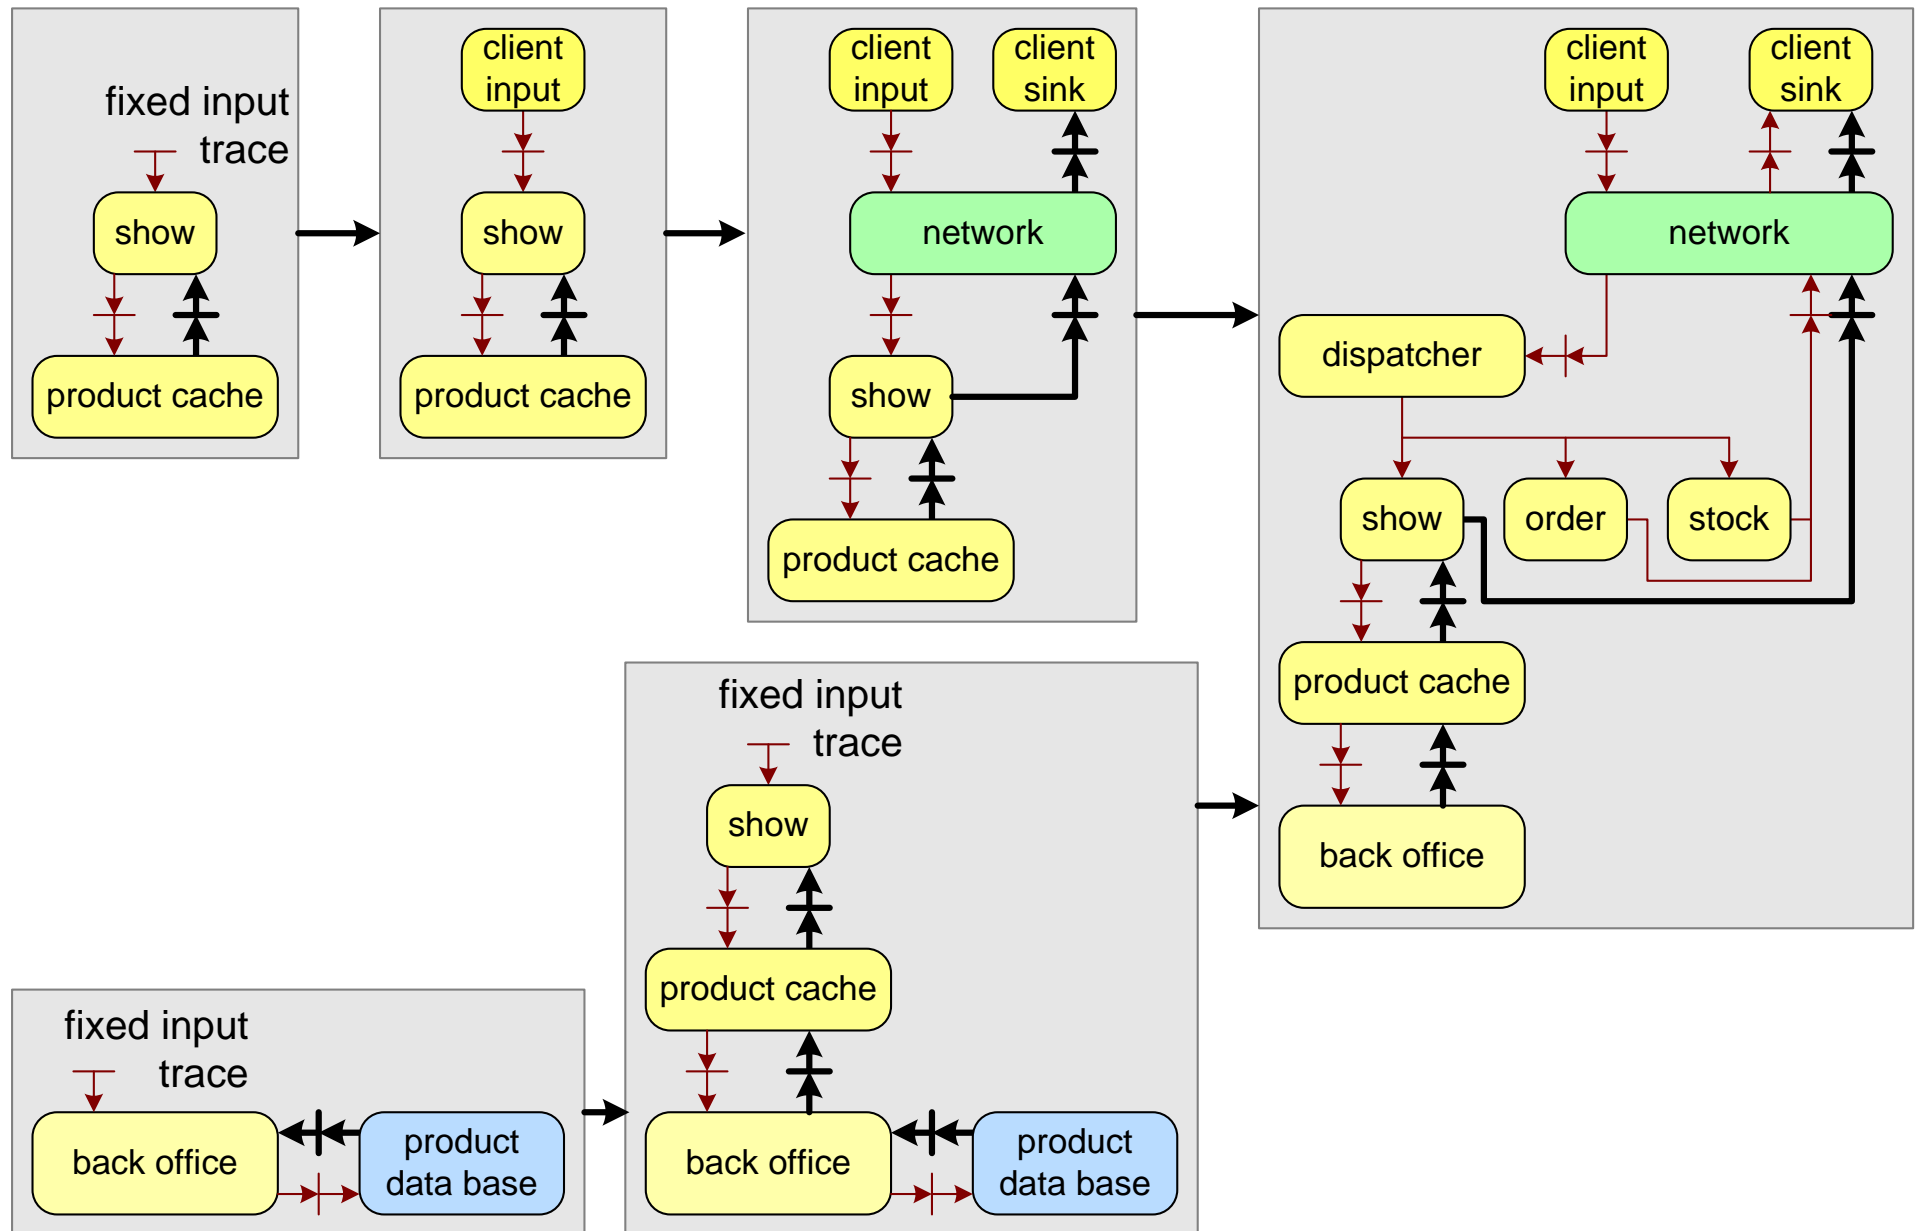 fixed input
trace
show
product cache
client
input
show
product cache
client
input
client
sink
network
show
product cache
client
input
client
sink
network
dispatcher
show
order
stock
product cache
back office
fixed input
trace
show
product cache
back office
product
data base
fixed input
trace
back office
product
data base